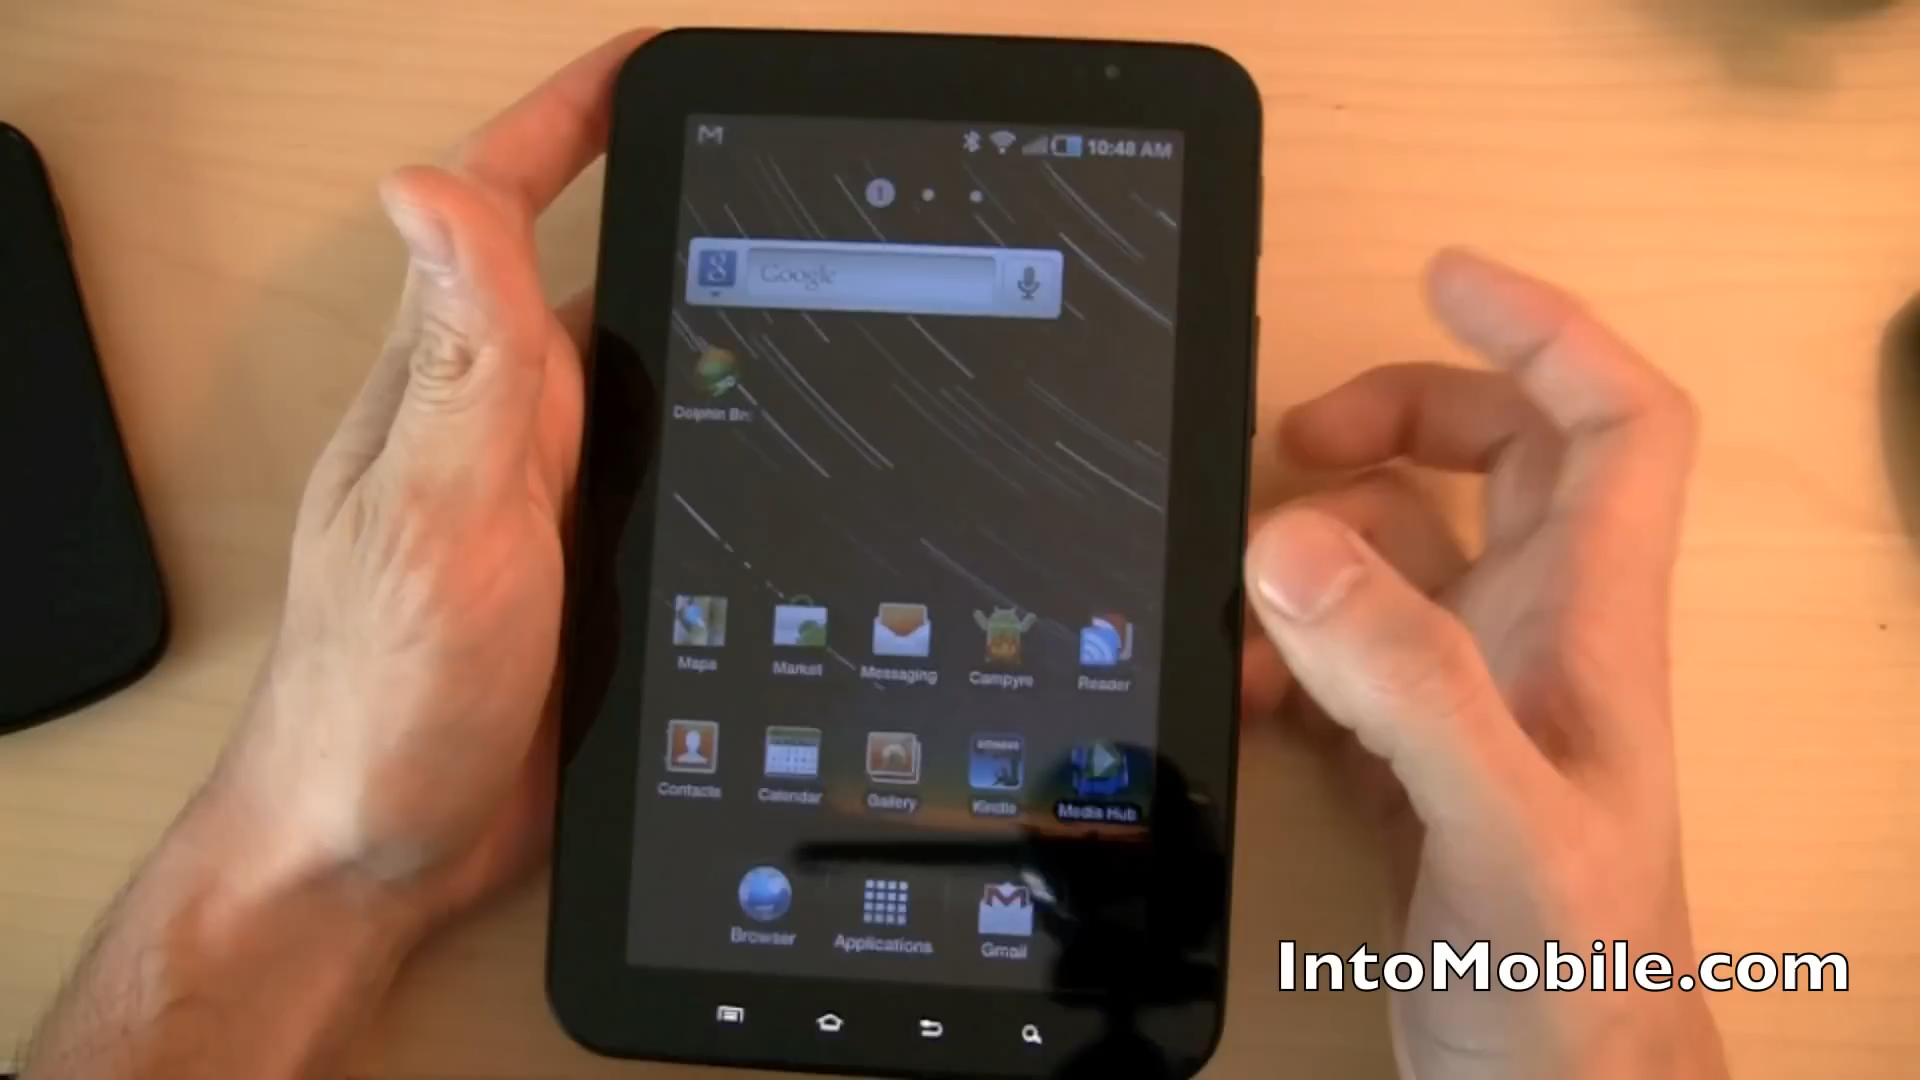 10:48 AM
1
Google
Dolphin Br
Maps
Market
Messaging
Campyre
Reader
Contacts
Calendar
Gallery
Kindle
Media Hub
Browser
Applications
Gmail
IntoMobile.com